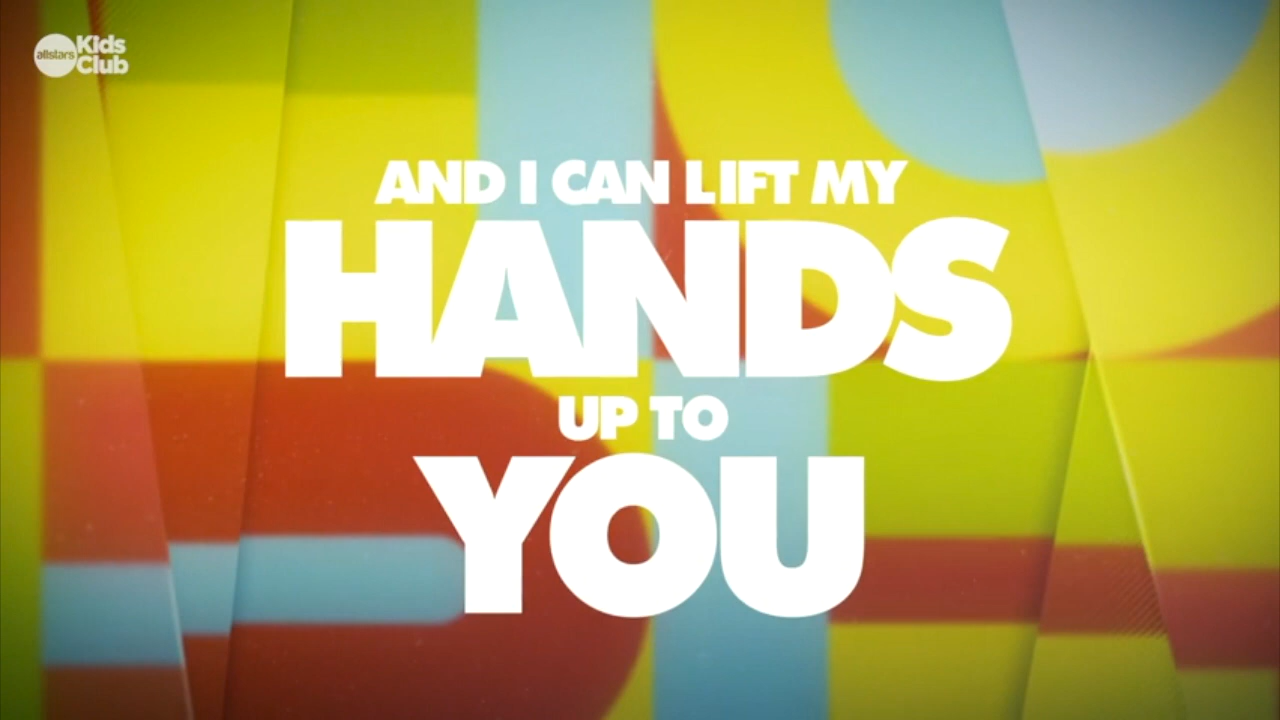 allstars
Kids
Club
AND I CAN LIFT MY
HANDS
UP TO
YOU